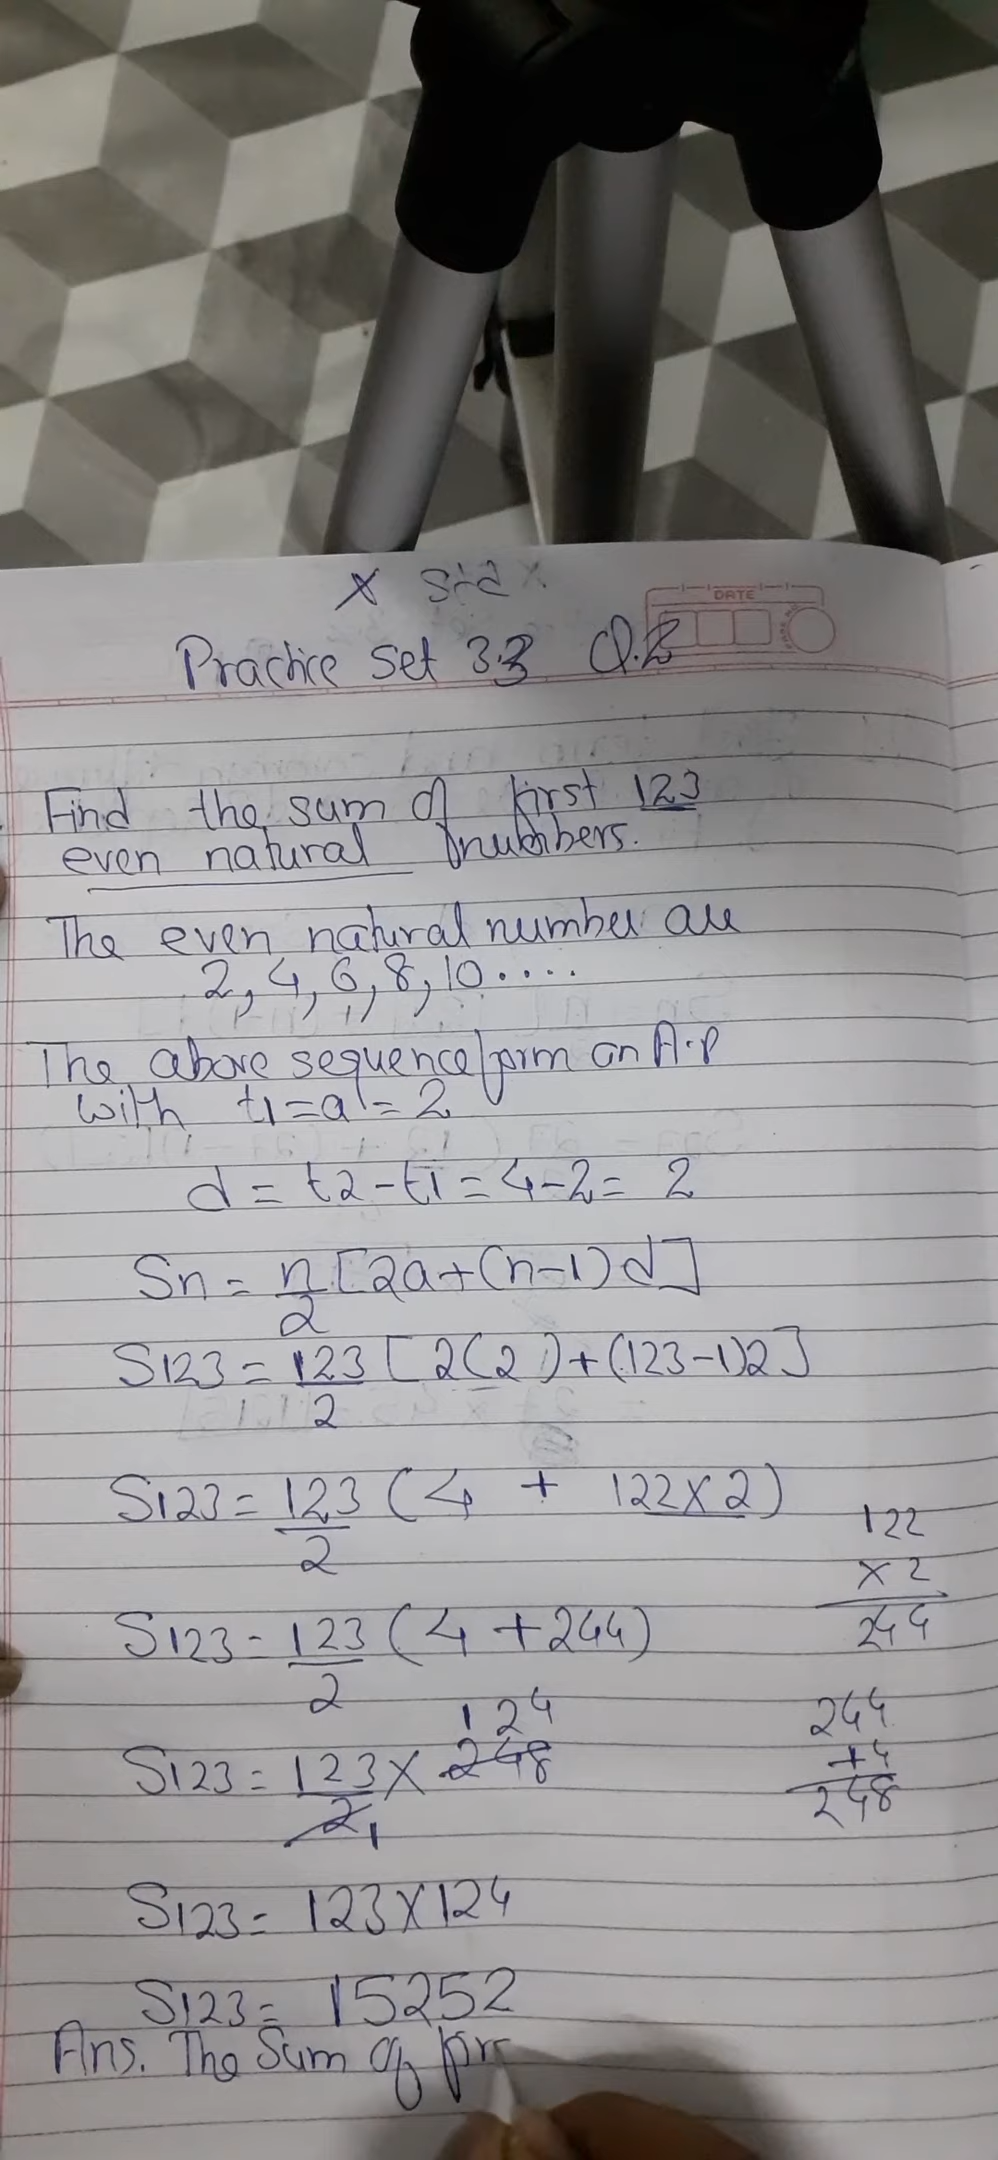 X Std
DATE
PAGE NO.
Practice Set 3.3 Q.2
Find the sum of first 123
even natural numbers.
The even natural number are
2, 4, 6, 8, 10....
The above sequence form an A.P
with t1 = a = 2
d = t2 - t1 = 4 - 2 = 2
Sn = n/2 [2a + (n-1) d]
S123 = 123/2 [2(2) + (123-1)2]
S123 = 123/2 (4 + 122 x 2)
122
x 2
244
S123 = 123/2 (4 + 244)
124
S123 = 123/2 x 248
1
244
+4
248
S123 = 123 x 124
S123 = 15252
Ans. The Sum of